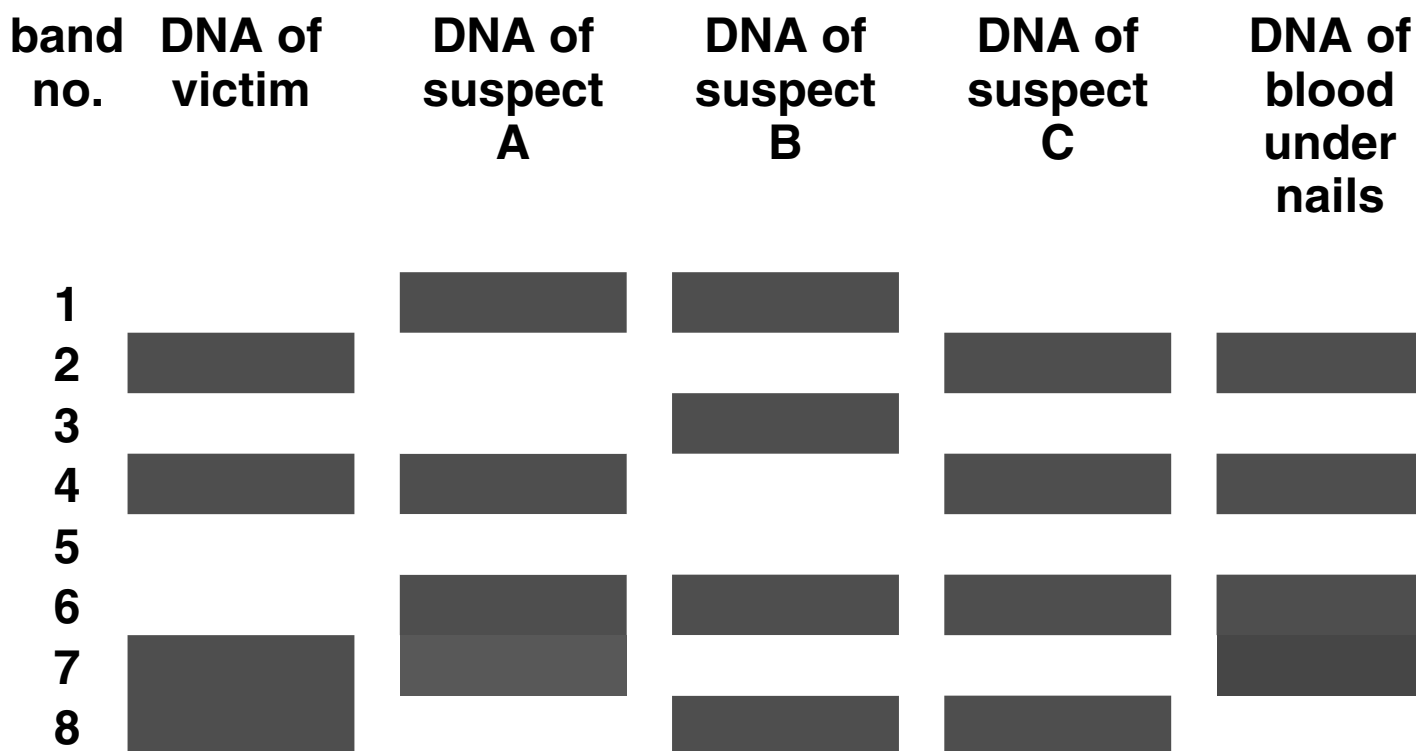 band DNA of DNA of DNA of DNA of DNA of
no. victim suspect suspect suspect blood
A B C under
nails
1
2
3
4
5
6
7
8